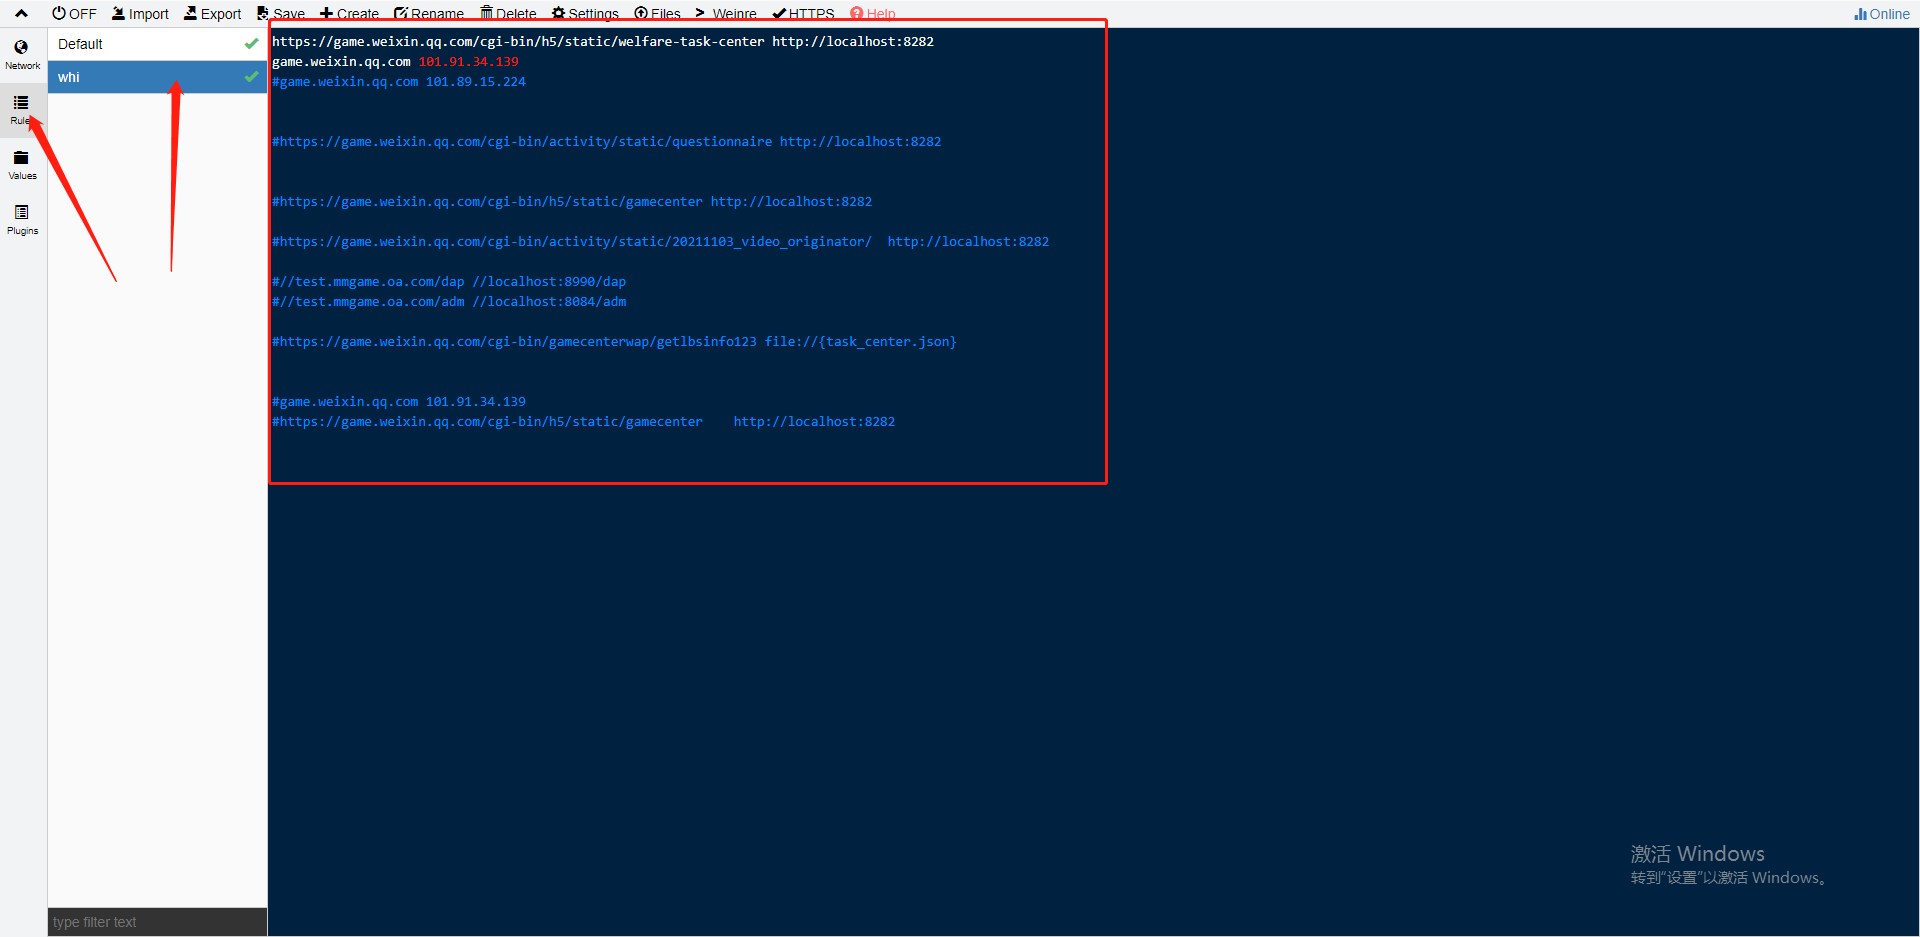 OFF Import Export Save Create Rename Delete Settings Files Weinre HTTPS Help Online
Network
Rules
Values
Plugins
Default
whi
https://game.weixin.qq.com/cgi-bin/h5/static/welfare-task-center http://localhost:8282
game.weixin.qq.com 101.91.34.139
#game.weixin.qq.com 101.89.15.224
#https://game.weixin.qq.com/cgi-bin/activity/static/questionnaire http://localhost:8282
#https://game.weixin.qq.com/cgi-bin/h5/static/gamecenter http://localhost:8282
#https://game.weixin.qq.com/cgi-bin/activity/static/20211103_video_originator/  http://localhost:8282
#//test.mmgame.oa.com/dap //localhost:8990/dap
#//test.mmgame.oa.com/adm //localhost:8084/adm
#https://game.weixin.qq.com/cgi-bin/gamecenterwap/getlbsinfo123 file://{task_center.json}
#game.weixin.qq.com 101.91.34.139
#https://game.weixin.qq.com/cgi-bin/h5/static/gamecenter    http://localhost:8282
激活 Windows
转到"设置"以激活 Windows。
type filter text